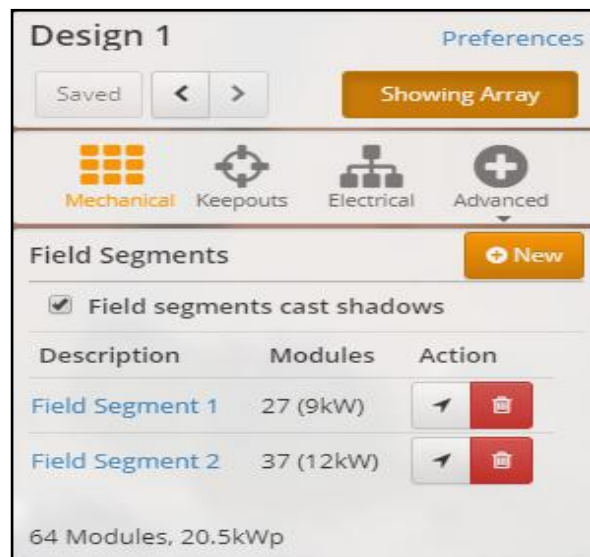 Design 1 Preferences
Saved Showing Array
Mechanical Keepouts Electrical Advanced
Field Segments New
Field segments cast shadows
Description Modules Action
Field Segment 1 27 (9kW)
Field Segment 2 37 (12kW)
64 Modules, 20.5kWp